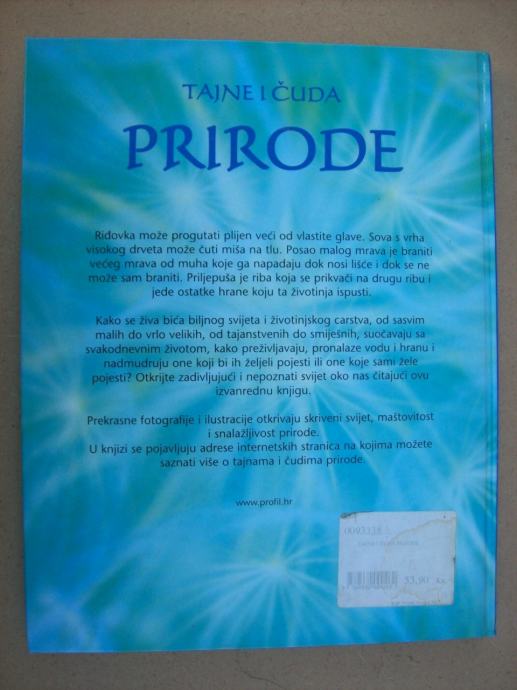 TAJNE I ČUDA
PRIRODE
Riđovka može progutati plijen veći od vlastite glave. Sova s vrha
visokog drveta može čuti miša na tlu. Posao malog mrava je braniti
većeg mrava od muha koje ga napadaju dok nosi lišće i dok se ne
može sam braniti. Priljepuša je riba koja se prikvači na drugu ribu i
jede ostatke hrane koju ta životinja ispusti.
Kako se živa bića biljnog svijeta i životinjskog carstva, od sasvim
malih do vrlo velikih, od tajanstvenih do smiješnih, suočavaju sa
svakodnevnim životom, kako preživljavaju, pronalaze vodu i hranu i
nadmudruju one koji bi ih željeli pojesti ili one koje sami žele
pojesti? Otkrijte zadivljujući i nepoznati svijet oko nas čitajući ovu
izvanrednu knjigu.
Prekrasne fotografije i ilustracije otkrivaju skriveni svijet, maštovitost
i snalažljivost prirode.
U knjizi se pojavljuju adrese internetskih stranica na kojima možete
saznati više o tajnama i čudima prirode.
www.profil.hr
53,90 Kn